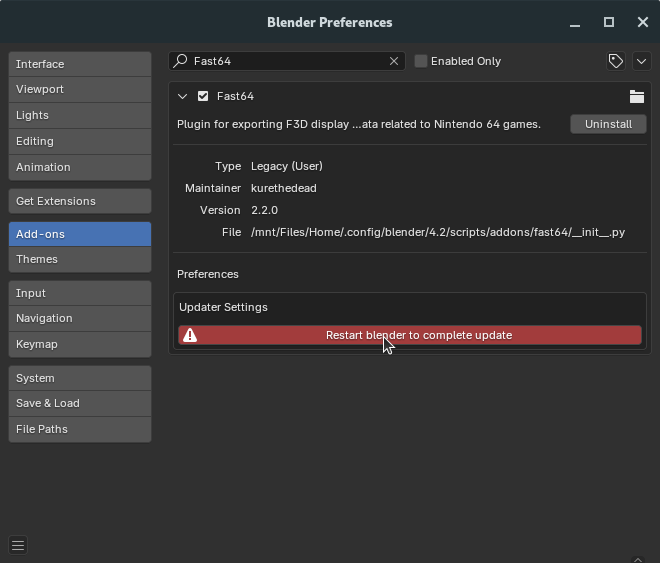 Blender Preferences
Interface
Viewport
Lights
Editing
Animation
Get Extensions
Add-ons
Themes
Input
Navigation
Keymap
System
Save & Load
File Paths
Fast64
Enabled Only
Fast64
Plugin for exporting F3D display ...ata related to Nintendo 64 games.
Uninstall
Type Legacy (User)
Maintainer kurethedead
Version 2.2.0
File /mnt/Files/Home/.config/blender/4.2/scripts/addons/fast64/__init__.py
Preferences
Updater Settings
Restart blender to complete update